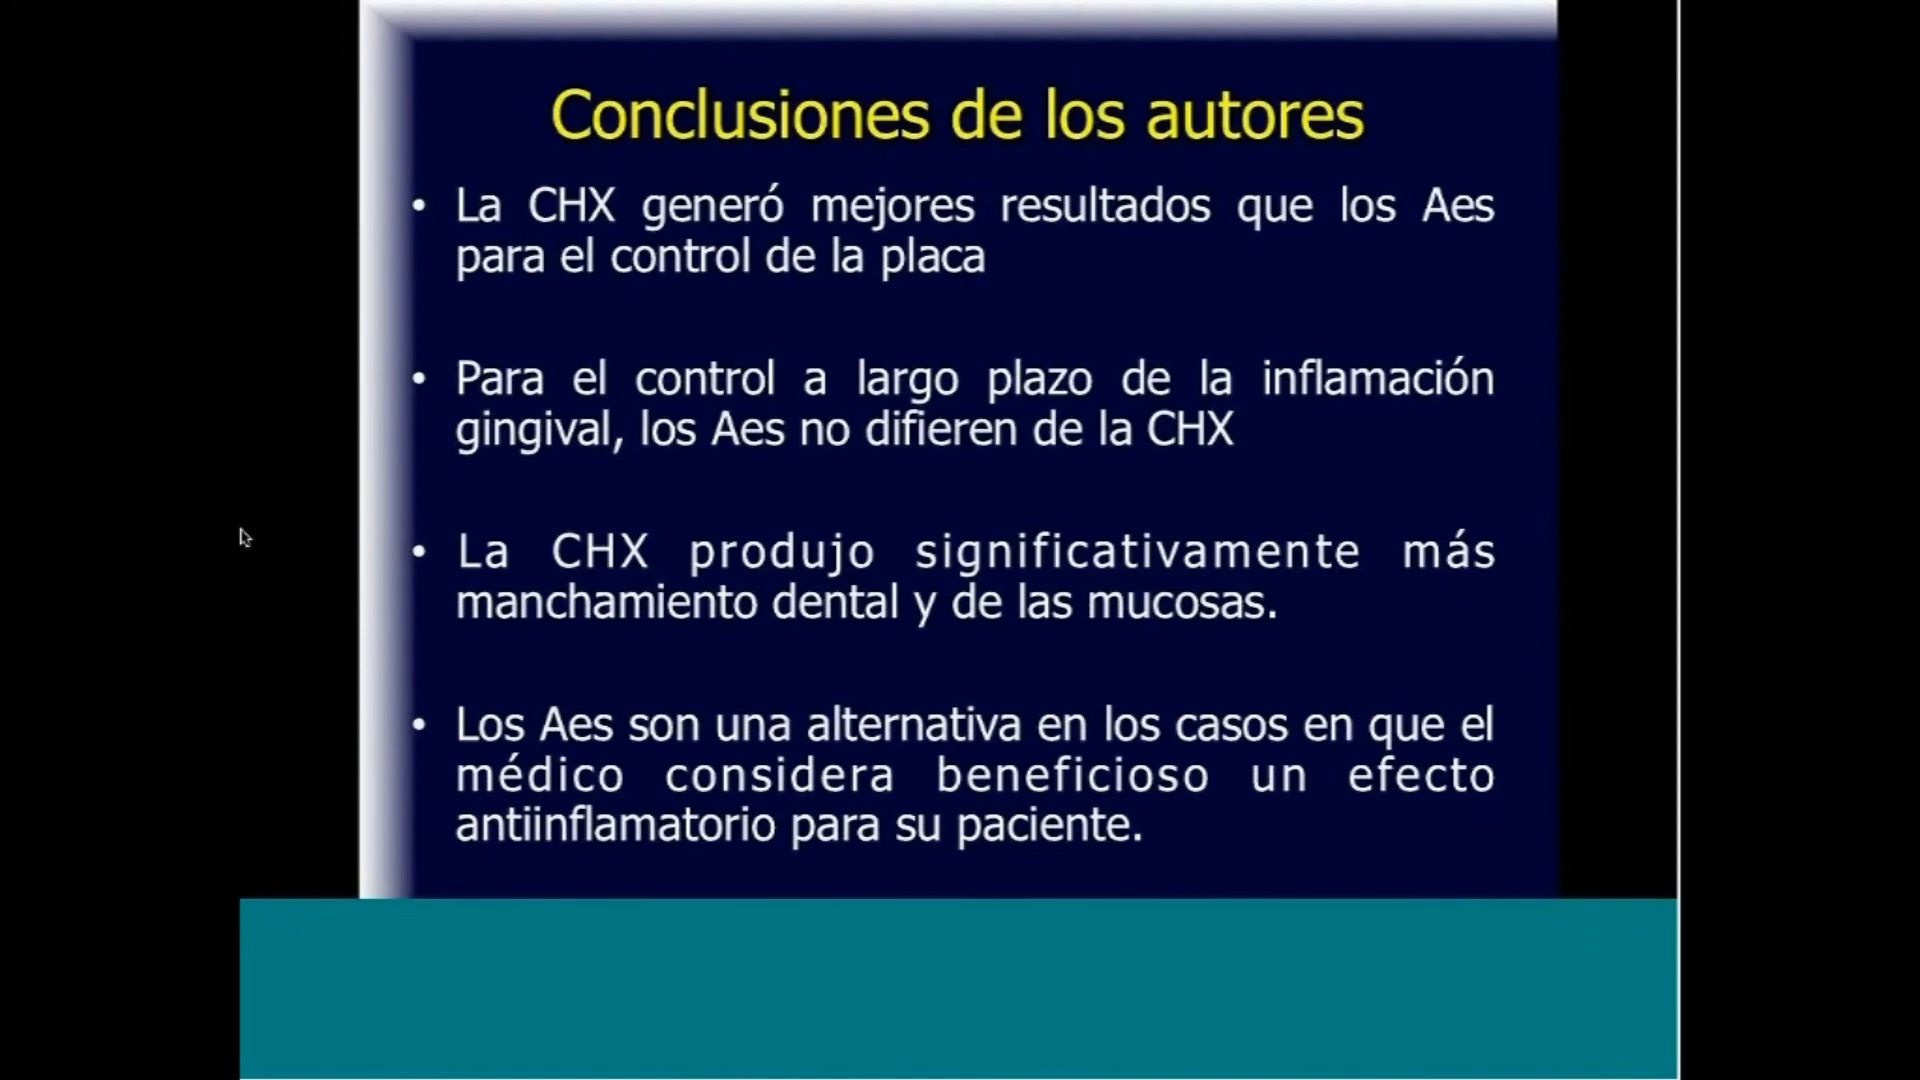 Conclusiones de los autores
• La CHX generó mejores resultados que los Aes
para el control de la placa
• Para el control a largo plazo de la inflamación
gingival, los Aes no difieren de la CHX
• La CHX produjo significativamente más
manchamiento dental y de las mucosas.
• Los Aes son una alternativa en los casos en que el
médico considera beneficioso un efecto
antiinflamatorio para su paciente.